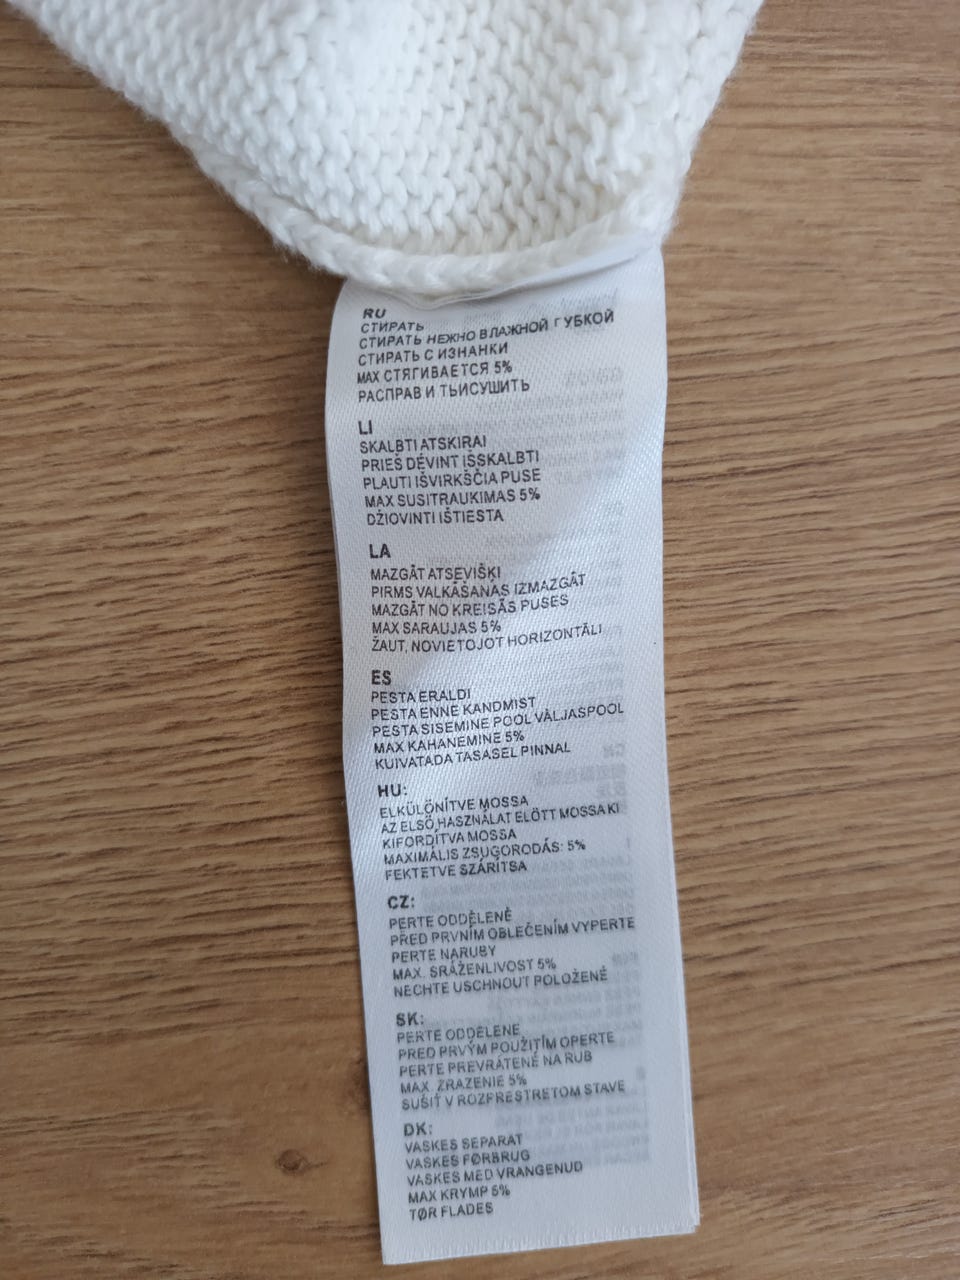 RU
СТИРАТЬ
СТИРАТЬ НЕЖНО ВЛАЖНОЙ ГУБКОЙ
СТИРАТЬ С ИЗНАНКИ
MAX СТЯГИВАЕТСЯ 5%
РАСПРАВ И ТЬИСУШИТЬ
LI
SKALBTI ATSKIRAI
PRIEŠ DĖVINT IŠSKALBTI
PLAUTI IŠVIRKŠČIA PUSE
MAX SUSITRAUKIMAS 5%
DŽIOVINTI IŠTIESTA
LA
MAZGĀT ATSEVIŠĶI
PIRMS VALKĀŠANAS IZMAZGĀT
MAZGĀT NO KREISĀS PUSES
MAX SARAUJAS 5%
ŽAUT, NOVIETOJOT HORIZONTĀLI
ES
PESTA ERALDI
PESTA ENNE KANDMIST
PESTA SISEMINE POOL VÄLJASPOOL
MAX KAHANEMINE 5%
KUIVATADA TASASEL PINNAL
HU:
ELKÜLÖNÍTVE MOSSA
AZ ELSŐ HASZNÁLAT ELŐTT MOSSA KI
KIFORDÍTVA MOSSA
MAXIMÁLIS ZSUGORODÁS: 5%
FEKTETVE SZÁRÍTSA
CZ:
PERTE ODDĚLENĚ
PŘED PRVNÍM OBLEČENÍM VYPERTE
PERTE NARUBY
MAX. SRÁŽENLIVOST 5%
NECHTE USCHNOUT POLOŽENÉ
SK:
PERTE ODDELENE
PRED PRVÝM POUŽITÍM OPERTE
PERTE PREVRÁTENÉ NA RUB
MAX. ZRAZENIE 5%
SUŠIŤ V ROZFRESTRETOM STAVE
DK:
VASKES SEPARAT
VASKES FØRBRUG
VASKES MED VRANGENUD
MAX KRYMP 5%
TØR FLADES